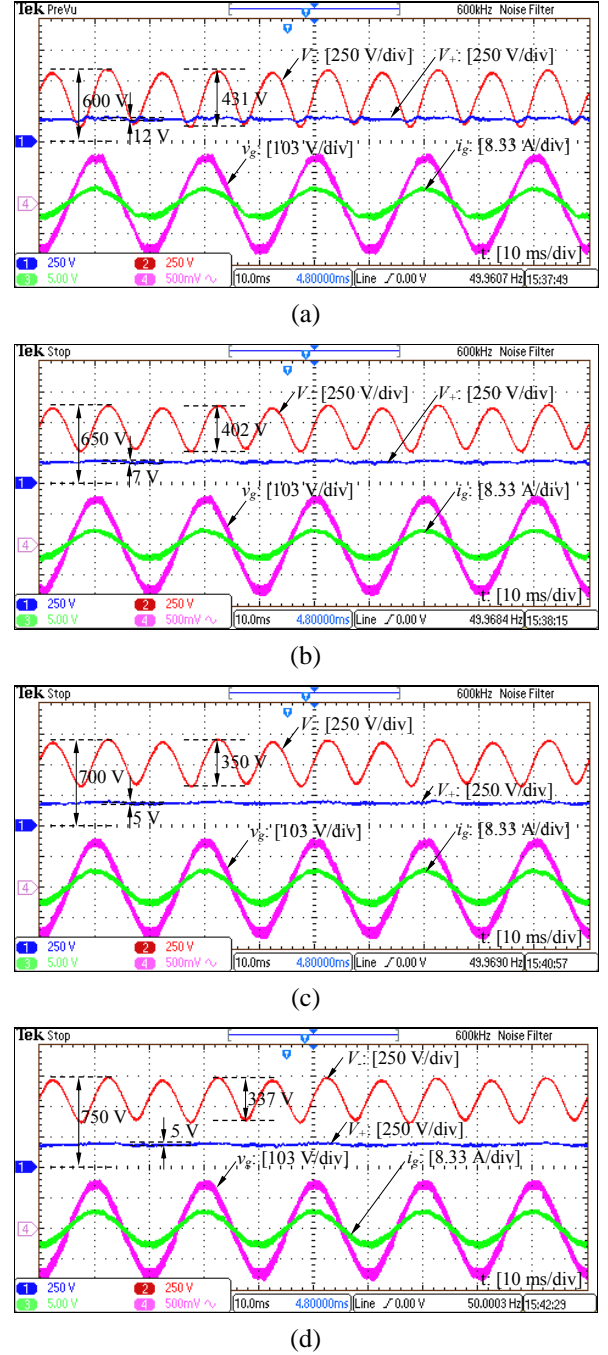 Tek PreVu 600kHz Noise Filter
V-: [250 V/div] V+: [250 V/div]
600 V 431 V
12 V
vg: [103 V/div] ig: [8.33 A/div]
1
4
t: [10 ms/div]
1 250 V 2 250 V 10.0ms 4.80000ms Line 0.00 V 49.9607 Hz 15:37:49
3 5.00 V 4 500mV
(a)
Tek Stop 600kHz Noise Filter
V-: [250 V/div] V+: [250 V/div]
650 V 402 V
7 V
1
vg: [103 V/div] ig: [8.33 A/div]
4
t: [10 ms/div]
1 250 V 2 250 V 10.0ms 4.80000ms Line 0.00 V 49.9684 Hz 15:38:15
3 5.00 V 4 500mV
(b)
Tek Stop 600kHz Noise Filter
V-: [250 V/div]
700 V 350 V
V+: [250 V/div]
5 V
1
vg: [103 V/div] ig: [8.33 A/div]
4
t: [10 ms/div]
1 250 V 2 250 V 10.0ms 4.80000ms Line 0.00 V 49.9690 Hz 15:40:57
3 5.00 V 4 500mV
(c)
Tek Stop 600kHz Noise Filter
V-: [250 V/div]
750 V 337 V
5 V V+: [250 V/div]
1
vg: [103 V/div] ig: [8.33 A/div]
4
t: [10 ms/div]
1 250 V 2 250 V 10.0ms 4.80000ms Line 0.00 V 50.0003 Hz 15:42:29
3 5.00 V 4 500mV
(d)